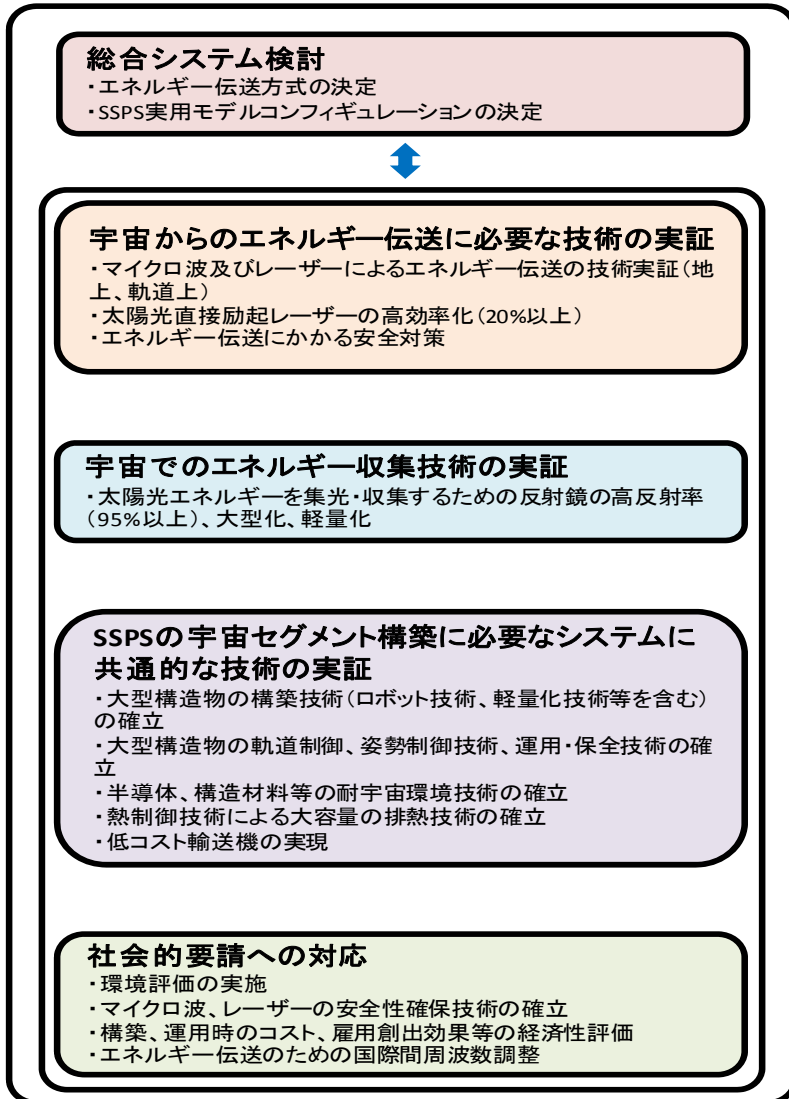 総合システム検討
・エネルギー伝送方式の決定
・SSPS実用モデルコンフィギュレーションの決定
宇宙からのエネルギー伝送に必要な技術の実証
・マイクロ波及びレーザーによるエネルギー伝送の技術実証（地
上、軌道上）
・太陽光直接励起レーザーの高効率化（20%以上）
・エネルギー伝送にかかる安全対策
宇宙でのエネルギー収集技術の実証
・太陽光エネルギーを集光・収集するための反射鏡の高反射率
（95%以上）、大型化、軽量化
SSPSの宇宙セグメント構築に必要なシステムに
共通的な技術の実証
・大型構造物の構築技術（ロボット技術、軽量化技術等を含む）
の確立
・大型構造物の軌道制御、姿勢制御技術、運用・保全技術の確
立
・半導体、構造材料等の耐宇宙環境技術の確立
・熱制御技術による大容量の排熱技術の確立
・低コスト輸送機の実現
社会的要請への対応
・環境評価の実施
・マイクロ波、レーザーの安全性確保技術の確立
・構築、運用時のコスト、雇用創出効果等の経済性評価
・エネルギー伝送のための国際間周波数調整